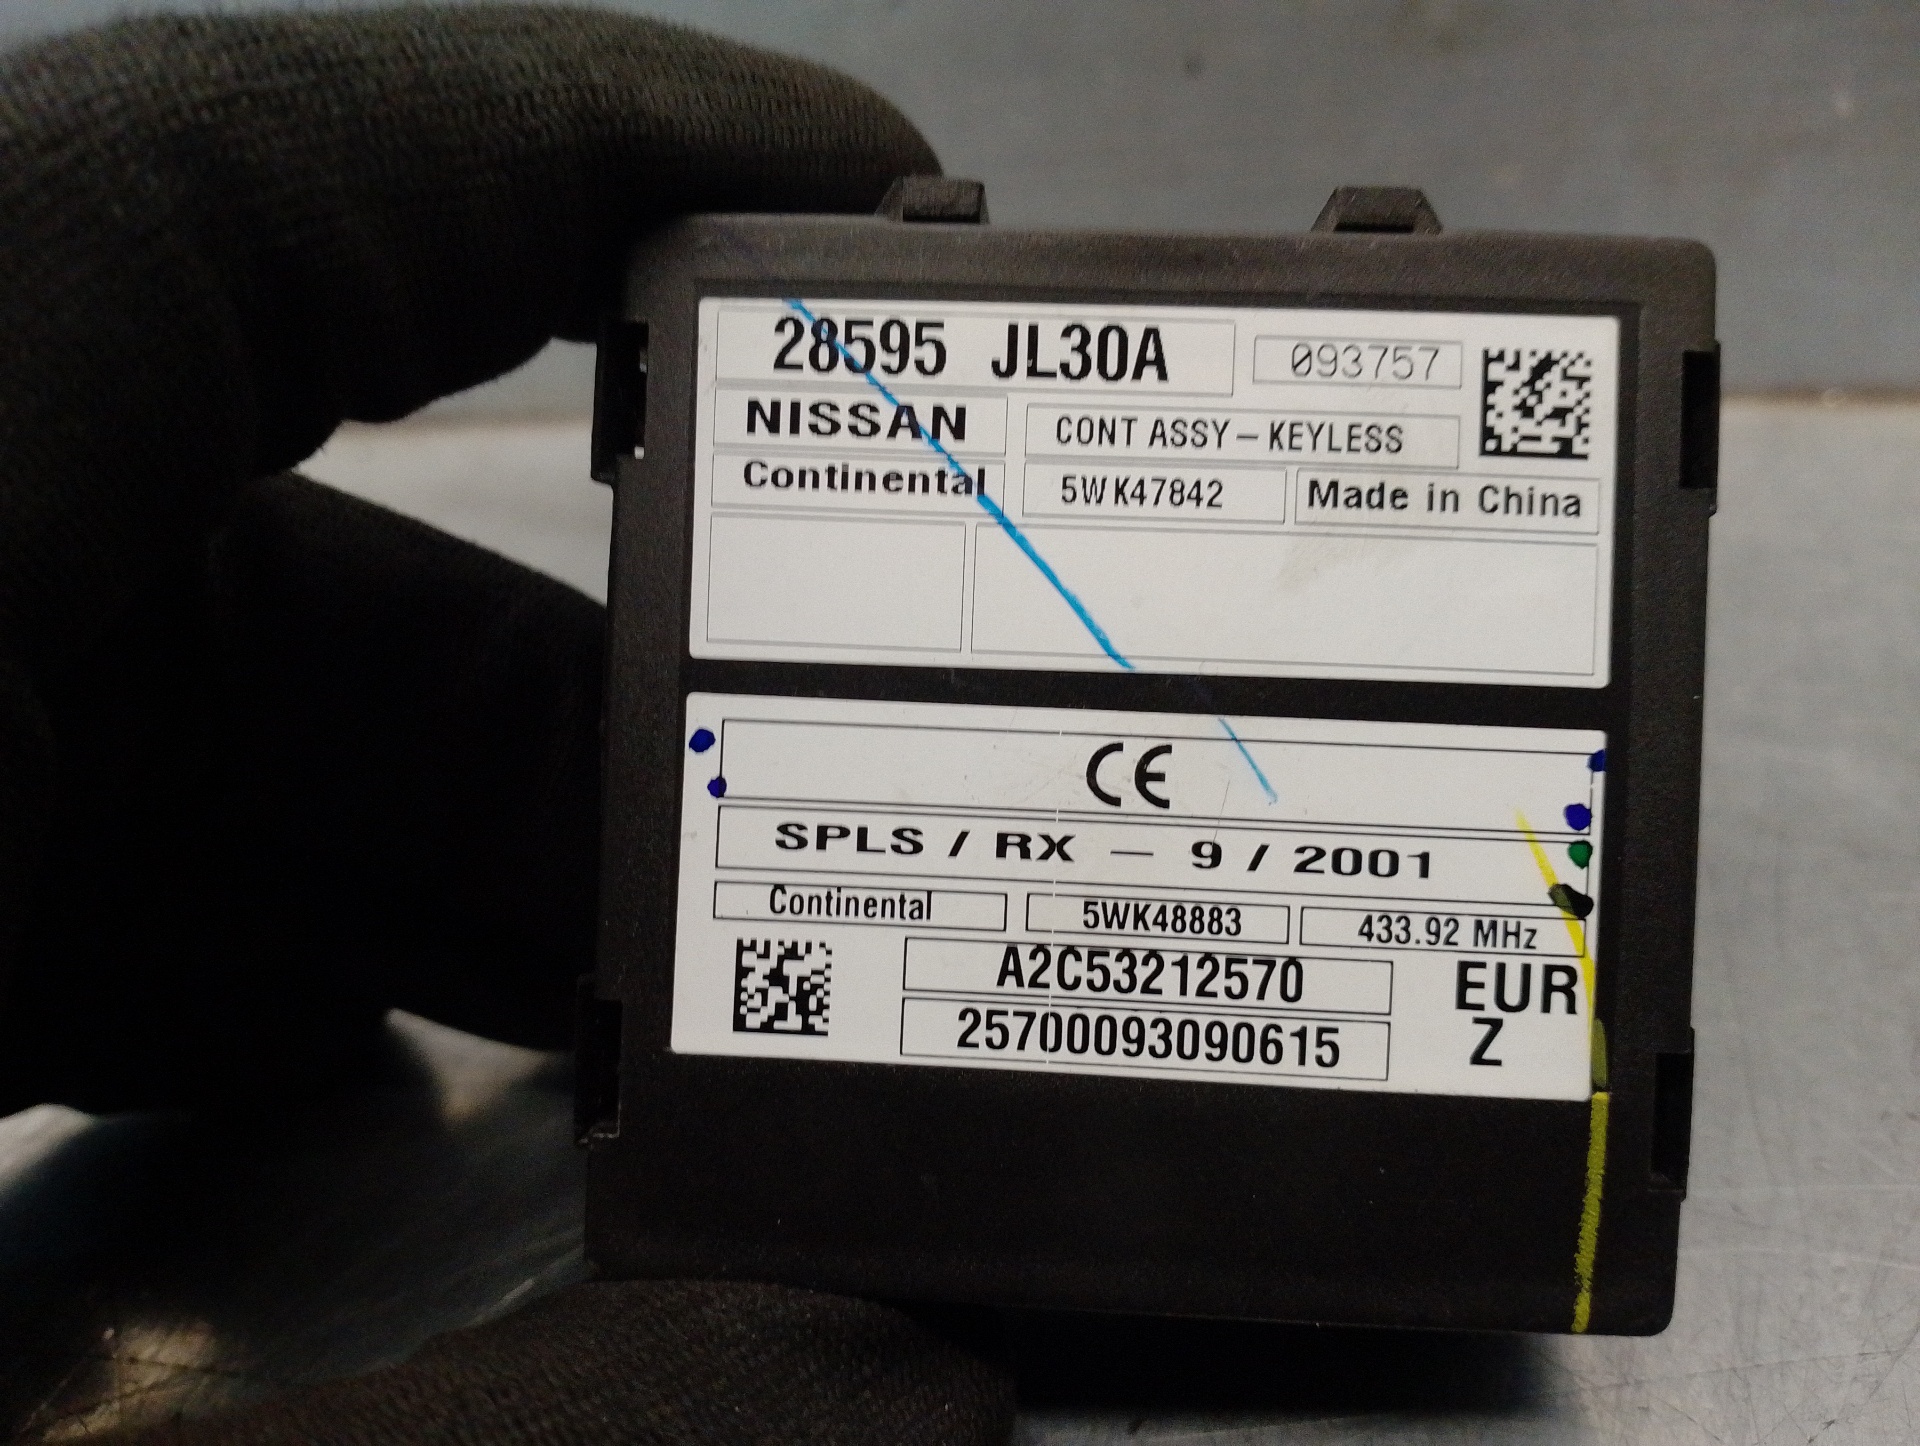 28595 JL30A 093757
NISSAN CONT ASSY – KEYLESS
Continental 5WK47842 Made in China
CE
SPLS / RX – 9 / 2001
Continental 5WK48883 433.92 MHz
A2C53212570 EUR
25700093090615 Z